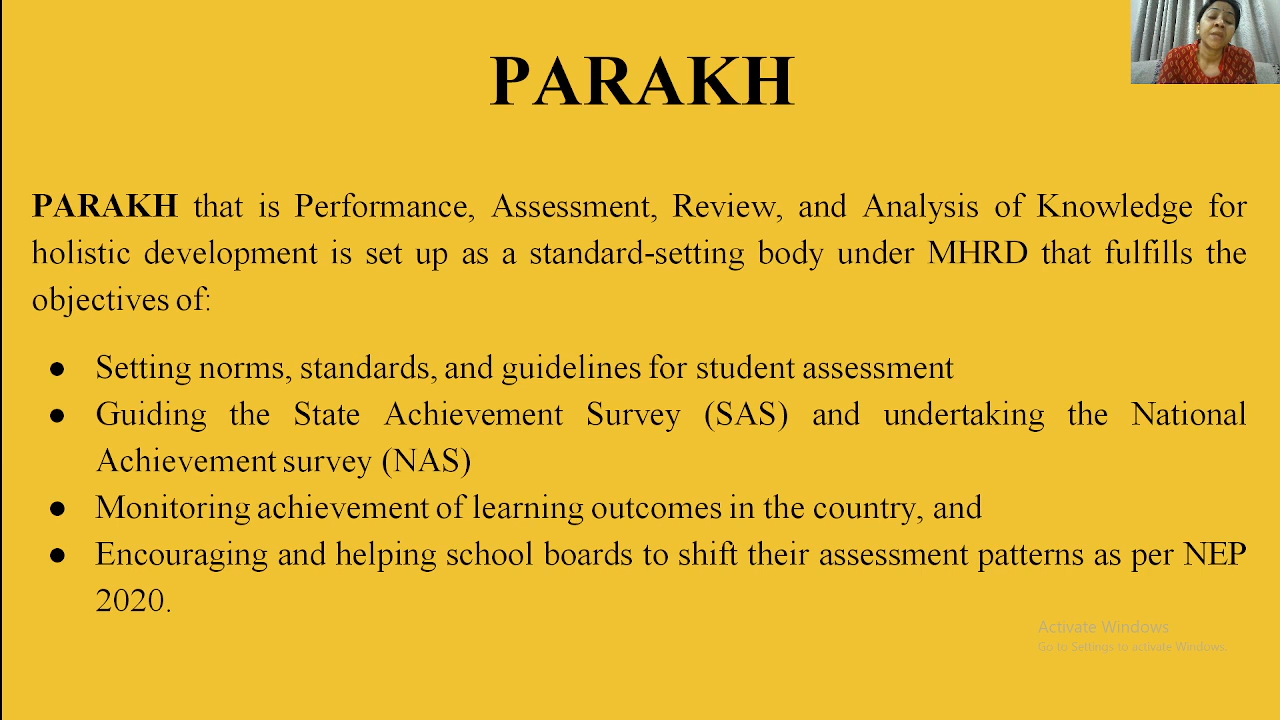 PARAKH
PARAKH that is Performance, Assessment, Review, and Analysis of Knowledge for
holistic development is set up as a standard-setting body under MHRD that fulfills the
objectives of:
● Setting norms, standards, and guidelines for student assessment
● Guiding the State Achievement Survey (SAS) and undertaking the National
Achievement survey (NAS)
● Monitoring achievement of learning outcomes in the country, and
● Encouraging and helping school boards to shift their assessment patterns as per NEP
2020.
Activate Windows
Go to Settings to activate Windows.